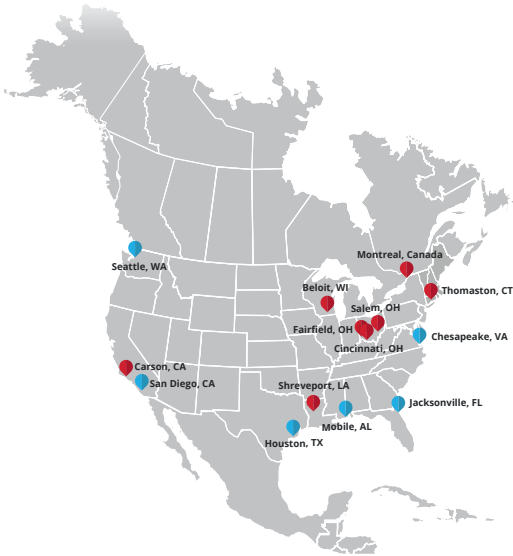 Montreal, Canada
Seattle, WA
Beloit, WI
Thomaston, CT
Salem, OH
Fairfield, OH
Chesapeake, VA
Cincinnati, OH
Carson, CA
San Diego, CA
Shreveport, LA
Jacksonville, FL
Mobile, AL
Houston, TX